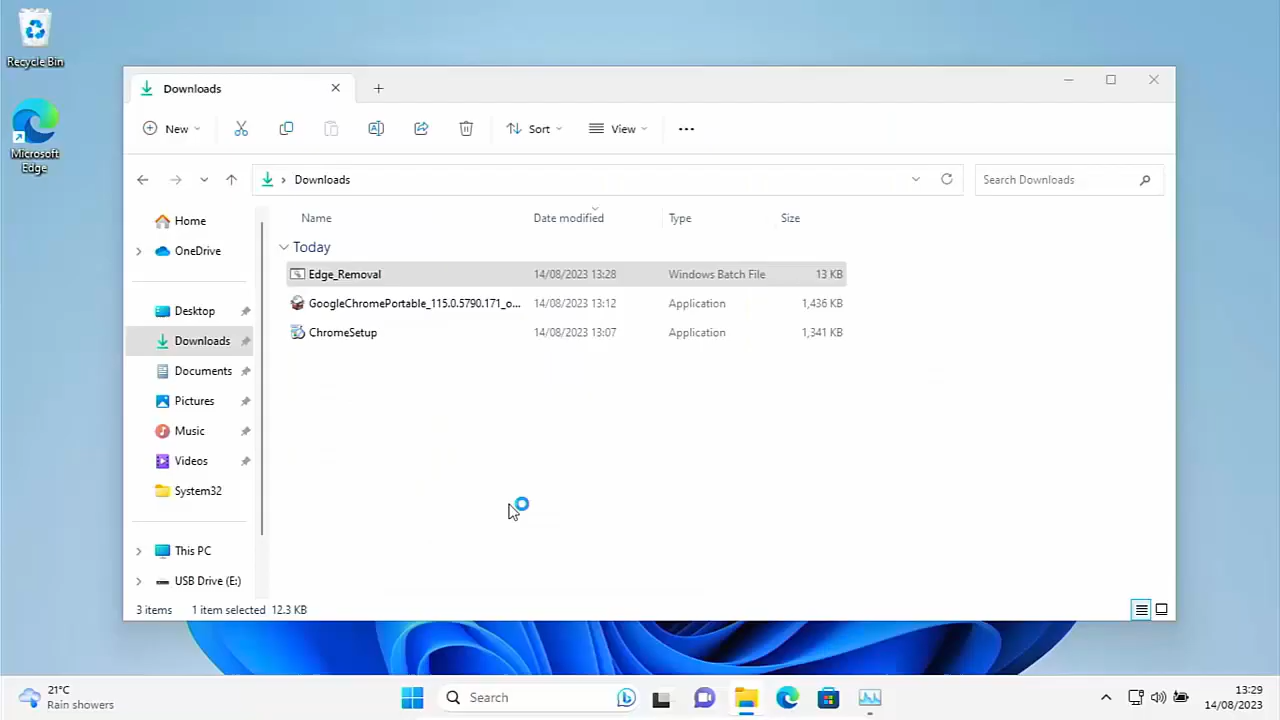 Recycle Bin
Microsoft
Edge
Downloads
New
Sort
View
Downloads
Search Downloads
Home
OneDrive
Desktop
Downloads
Documents
Pictures
Music
Videos
System32
This PC
USB Drive (E:)
Name Date modified Type Size
Today
Edge_Removal 14/08/2023 13:28 Windows Batch File 13 KB
GoogleChromePortable_115.0.5790.171_o... 14/08/2023 13:12 Application 1,436 KB
ChromeSetup 14/08/2023 13:07 Application 1,341 KB
3 items 1 item selected 12.3 KB
21°C
Rain showers
Search
13:29
14/08/2023